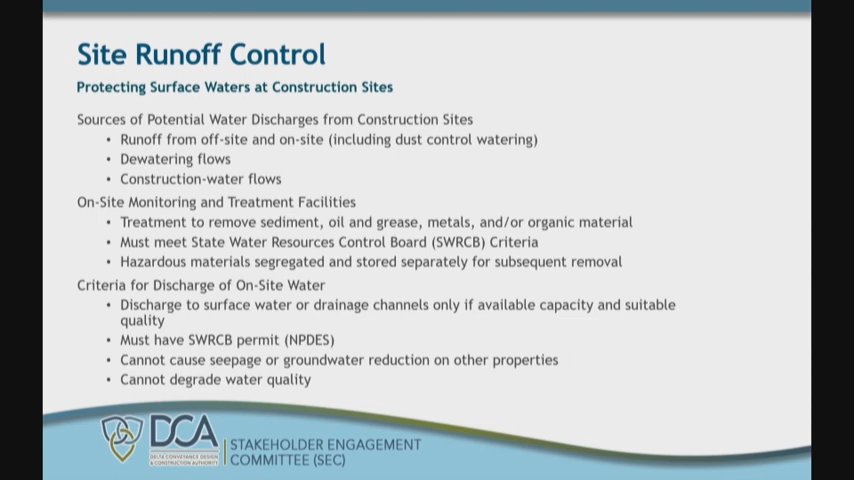 Site Runoff Control
Protecting Surface Waters at Construction Sites
Sources of Potential Water Discharges from Construction Sites
• Runoff from off-site and on-site (including dust control watering)
• Dewatering flows
• Construction-water flows
On-Site Monitoring and Treatment Facilities
• Treatment to remove sediment, oil and grease, metals, and/or organic material
• Must meet State Water Resources Control Board (SWRCB) Criteria
• Hazardous materials segregated and stored separately for subsequent removal
Criteria for Discharge of On-Site Water
• Discharge to surface water or drainage channels only if available capacity and suitable
quality
• Must have SWRCB permit (NPDES)
• Cannot cause seepage or groundwater reduction on other properties
• Cannot degrade water quality
DCA
DELTA CONVEYANCE DESIGN
& CONSTRUCTION AUTHORITY
STAKEHOLDER ENGAGEMENT
COMMITTEE (SEC)